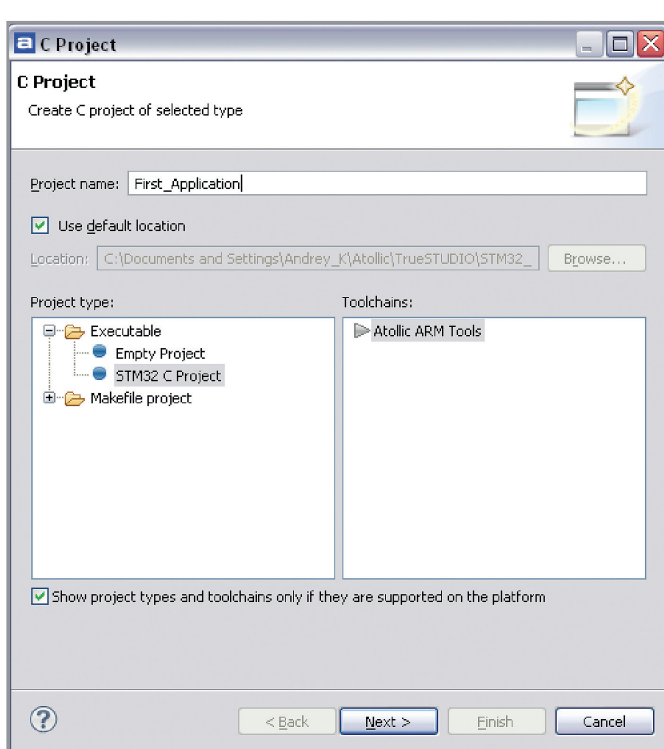 C Project
C Project
Create C project of selected type
Project name: First_Application
Use default location
Location: C:\Documents and Settings\Andrey_K\Atollic\TrueSTUDIO\STM32_ Browse...
Project type: Toolchains:
Executable Atollic ARM Tools
Empty Project
STM32 C Project
Makefile project
Show project types and toolchains only if they are supported on the platform
? < Back Next > Finish Cancel